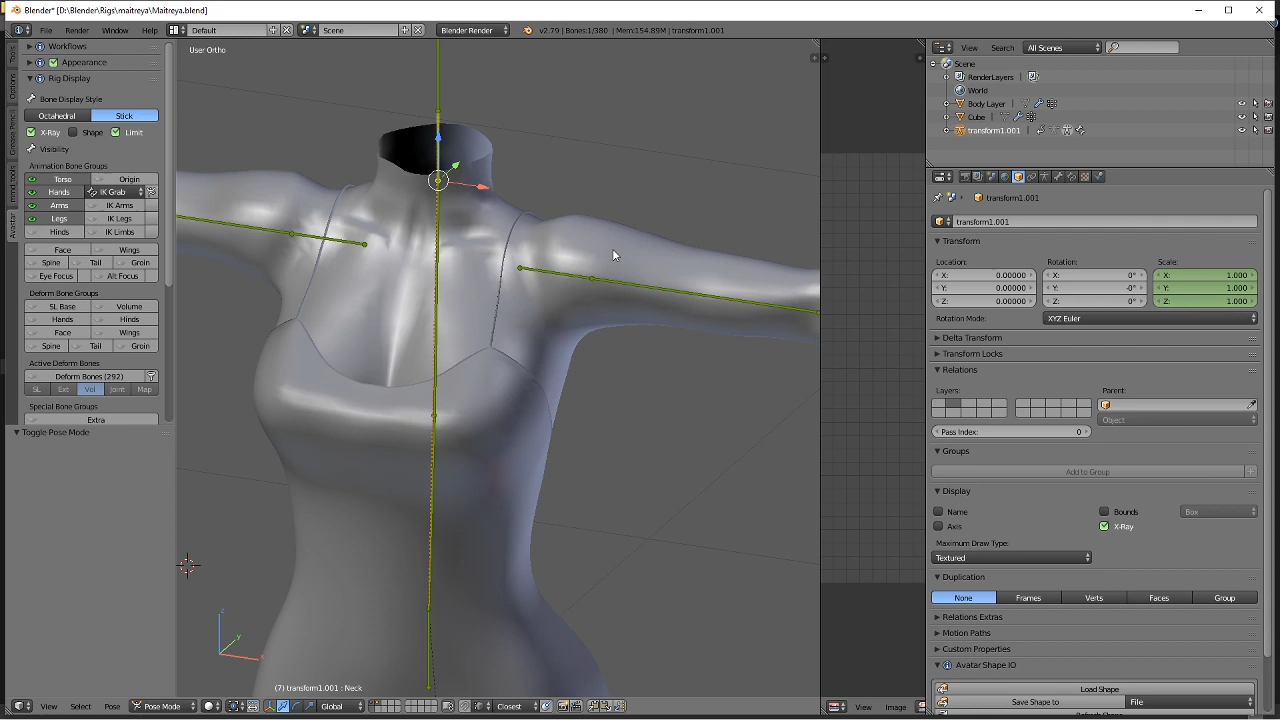 Blender* [D:\Blender\Rigs\maitreya\Maitreya.blend]
File Render Window Help Default Scene Blender Render v2.79 | Bones:1/380 | Mem:154.89M | transform1.001
Workflows
Appearance
Rig Display
Bone Display Style
Octahedral Stick
X-Ray Shape Limit
Visibility
Animation Bone Groups
Torso Origin
Hands IK Grab
Arms IK Arms
Legs IK Legs
Hinds IK Limbs
Face Wings
Spine Tail Groin
Eye Focus Alt Focus
Deform Bone Groups
SL Base Volume
Hands Hinds
Face Wings
Spine Tail Groin
Active Deform Bones
Deform Bones (292)
SL Ext Vol Joint Map
Special Bone Groups
Extra
Toggle Pose Mode
Tools
Options
Grease Pencil
mmd_tools
Avastar
User Ortho
(7) transform1.001 : Neck
View Select Pose Pose Mode Global Closest
View Image
View Search All Scenes
Scene
RenderLayers
World
Body Layer
Cube
transform1.001
transform1.001
transform1.001
Transform
Location: Rotation: Scale:
X: 0.00000 X: 0° X: 1.000
Y: 0.00000 Y: -0° Y: 1.000
Z: 0.00000 Z: 0° Z: 1.000
Rotation Mode: XYZ Euler
Delta Transform
Transform Locks
Relations
Layers: Parent:
Object
Pass Index: 0
Groups
Add to Group
Display
Name Bounds Box
Axis X-Ray
Maximum Draw Type:
Textured
Duplication
None Frames Verts Faces Group
Relations Extras
Motion Paths
Custom Properties
Avatar Shape IO
Load Shape
Save Shape to File